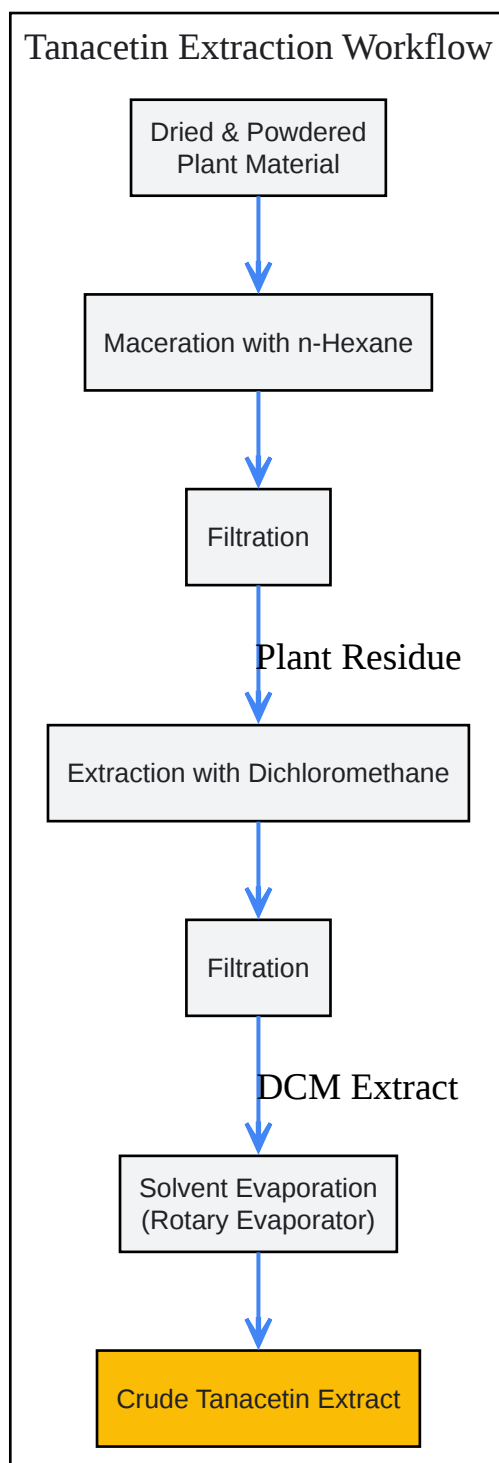 Tanacetin Extraction Workflow
Dried & Powdered
Plant Material
Maceration with n-Hexane
Filtration
Plant Residue
Extraction with Dichloromethane
Filtration
DCM Extract
Solvent Evaporation
(Rotary Evaporator)
Crude Tanacetin Extract